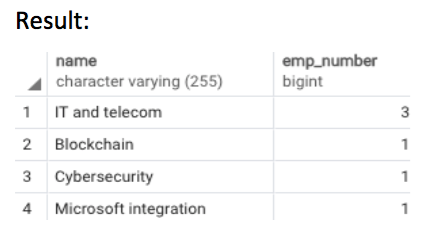 Result:
name emp_number
character varying (255) bigint
1 IT and telecom 3
2 Blockchain 1
3 Cybersecurity 1
4 Microsoft integration 1